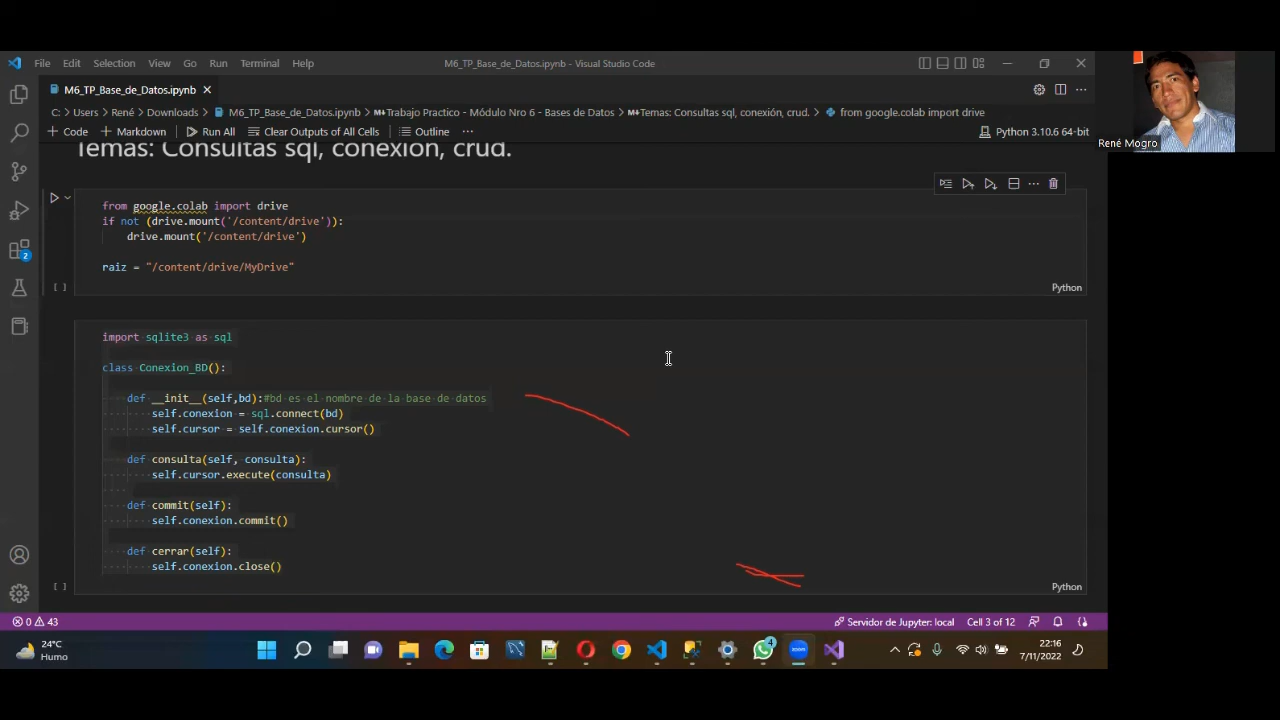 File Edit Selection View Go Run Terminal Help
M6_TP_Base_de_Datos.ipynb - Visual Studio Code
M6_TP_Base_de_Datos.ipynb
C: > Users > René > Downloads > M6_TP_Base_de_Datos.ipynb > Trabajo Practico - Módulo Nro 6 - Bases de Datos > Temas: Consultas sql, conexión, crud. > from google.colab import drive
+ Code + Markdown Run All Clear Outputs of All Cells Outline ...
Python 3.10.6 64-bit
René Mogro
Temas: Consultas sql, conexión, crud.
from google.colab import drive
if not (drive.mount('/content/drive')):
drive.mount('/content/drive')
raiz = "/content/drive/MyDrive"
[ ]
Python
import sqlite3 as sql
class Conexion_BD():
def __init__(self,bd):#bd es el nombre de la base de datos
self.conexion = sql.connect(bd)
self.cursor = self.conexion.cursor()
def consulta(self, consulta):
self.cursor.execute(consulta)
def commit(self):
self.conexion.commit()
def cerrar(self):
self.conexion.close()
[ ]
Python
2
0 43
Servidor de Jupyter: local Cell 3 of 12
24°C
Humo
4
22:16
7/11/2022